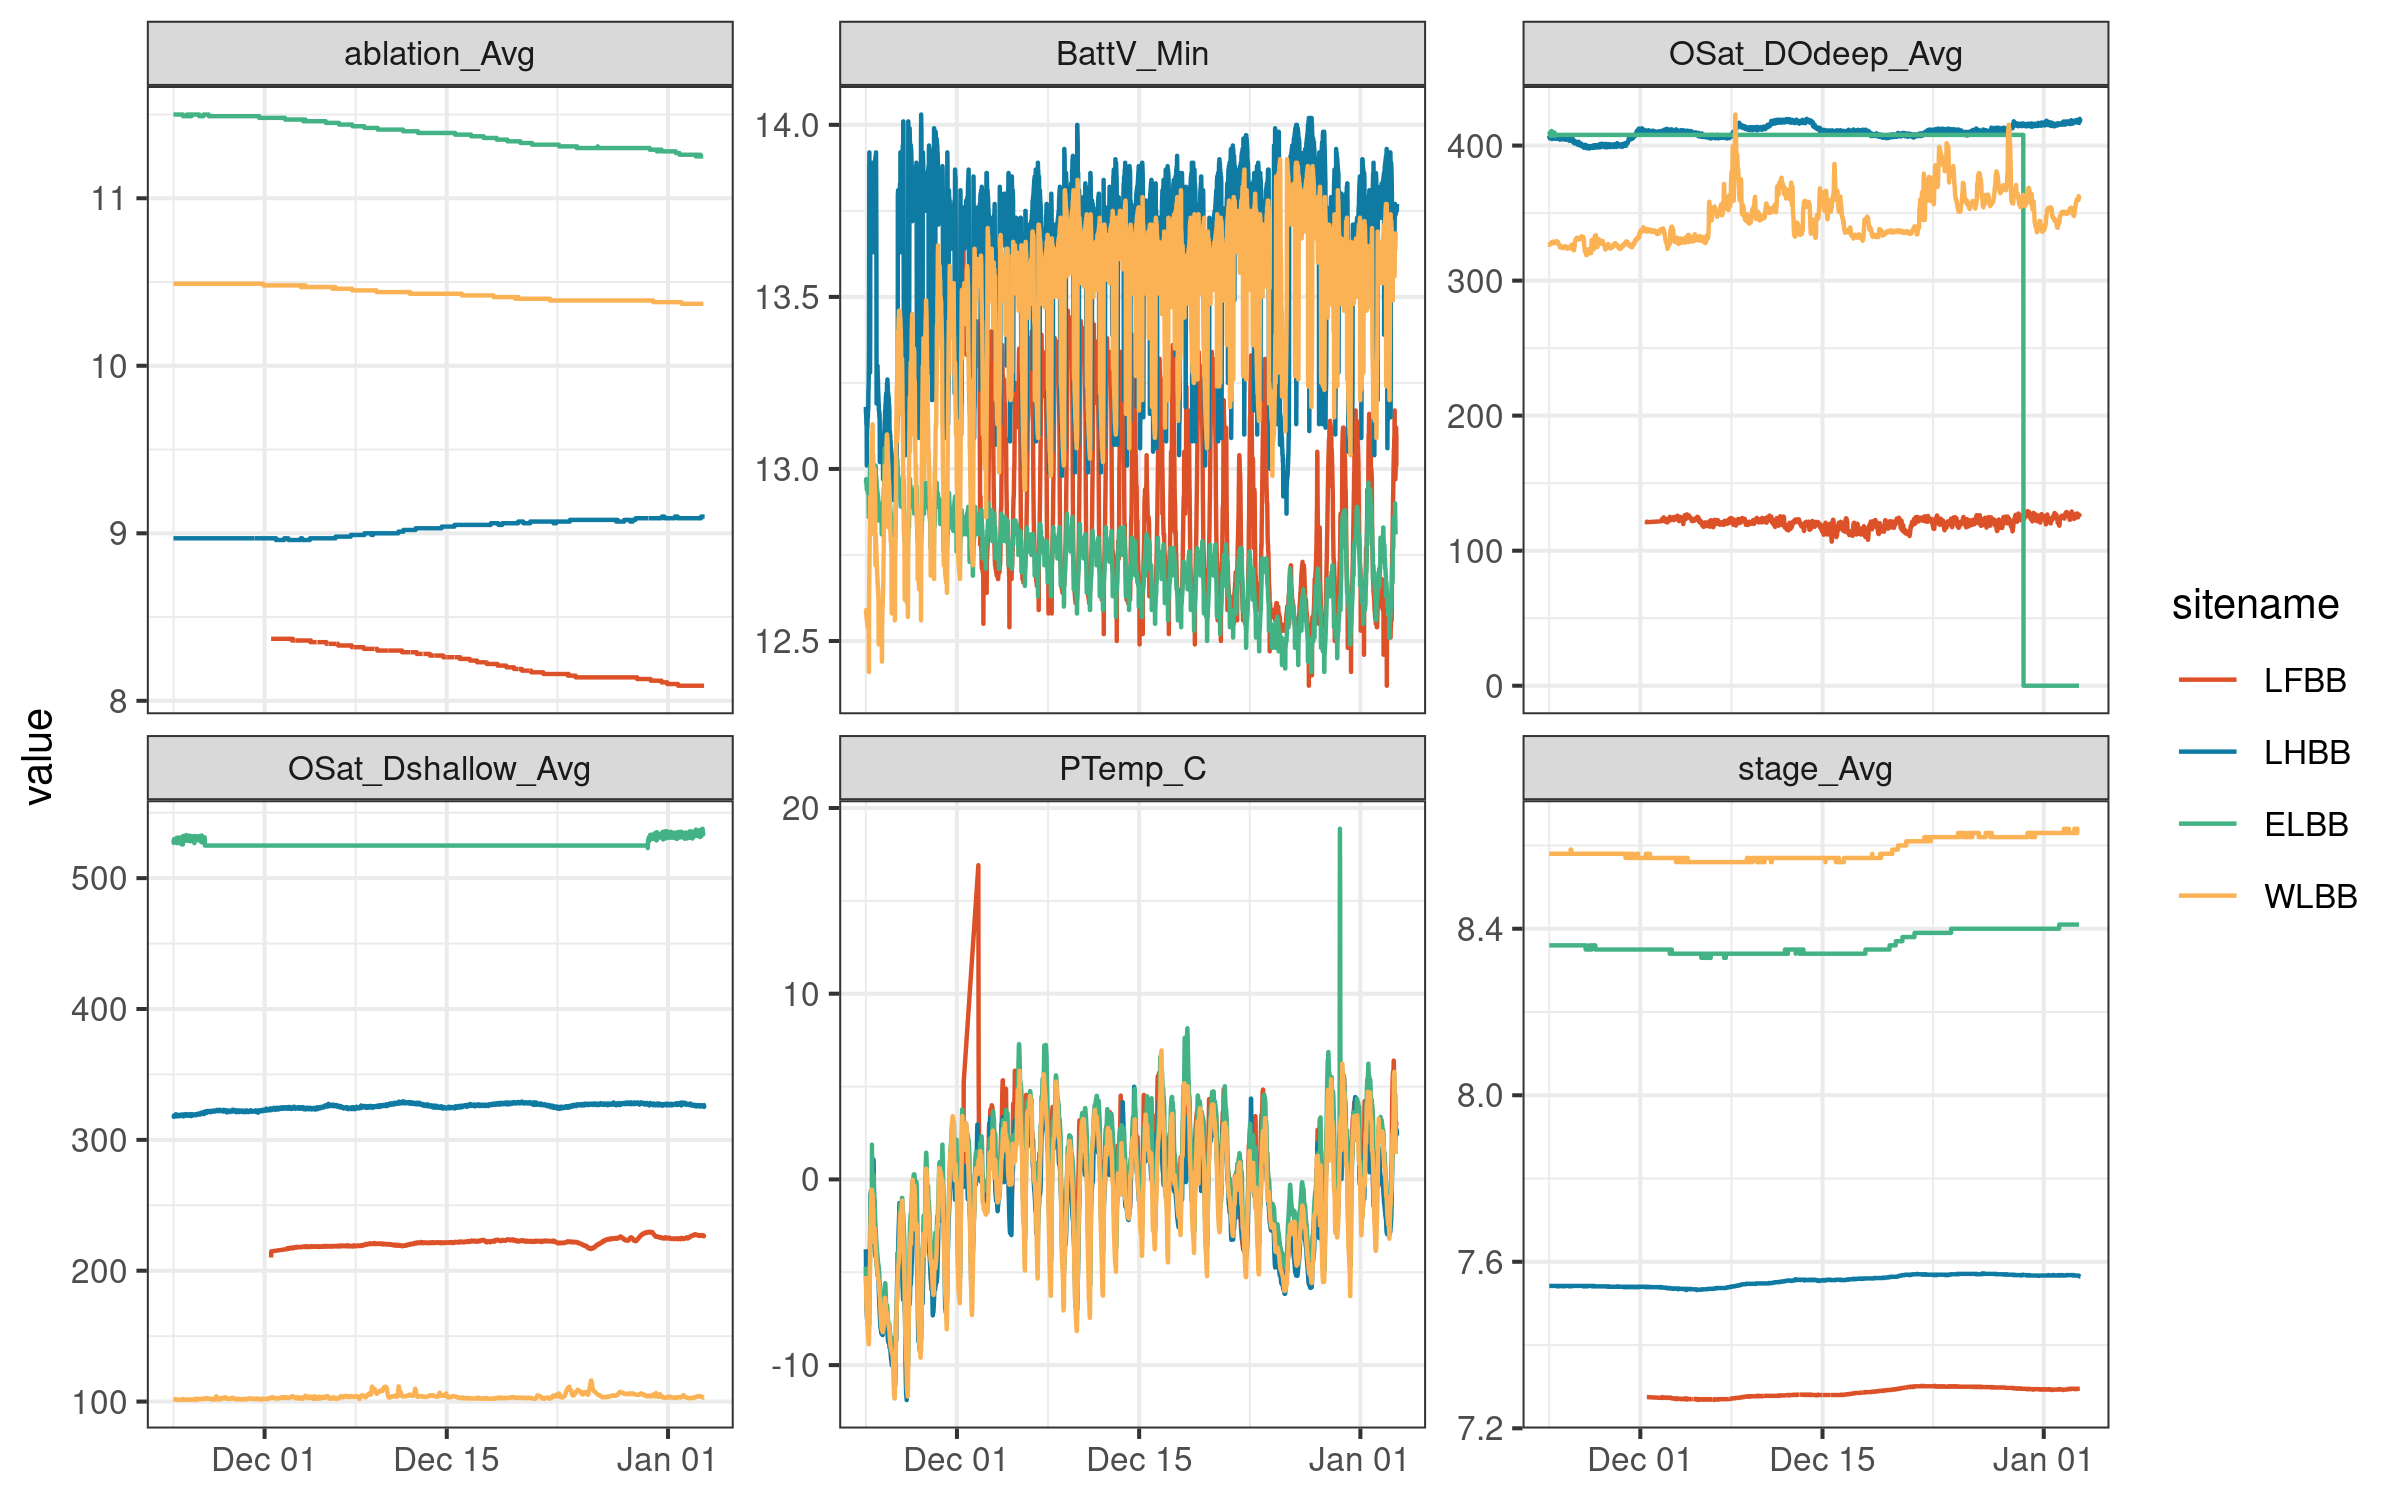 ablation_Avg
BattV_Min
OSat_DOdeep_Avg
11
10
9
8
14.0
13.5
13.0
12.5
400
300
200
100
0
value
OSat_Dshallow_Avg
PTemp_C
stage_Avg
500
400
300
200
100
20
10
0
-10
8.4
8.0
7.6
7.2
Dec 01
Dec 15
Jan 01
Dec 01
Dec 15
Jan 01
Dec 01
Dec 15
Jan 01
sitename
LFBB
LHBB
ELBB
WLBB